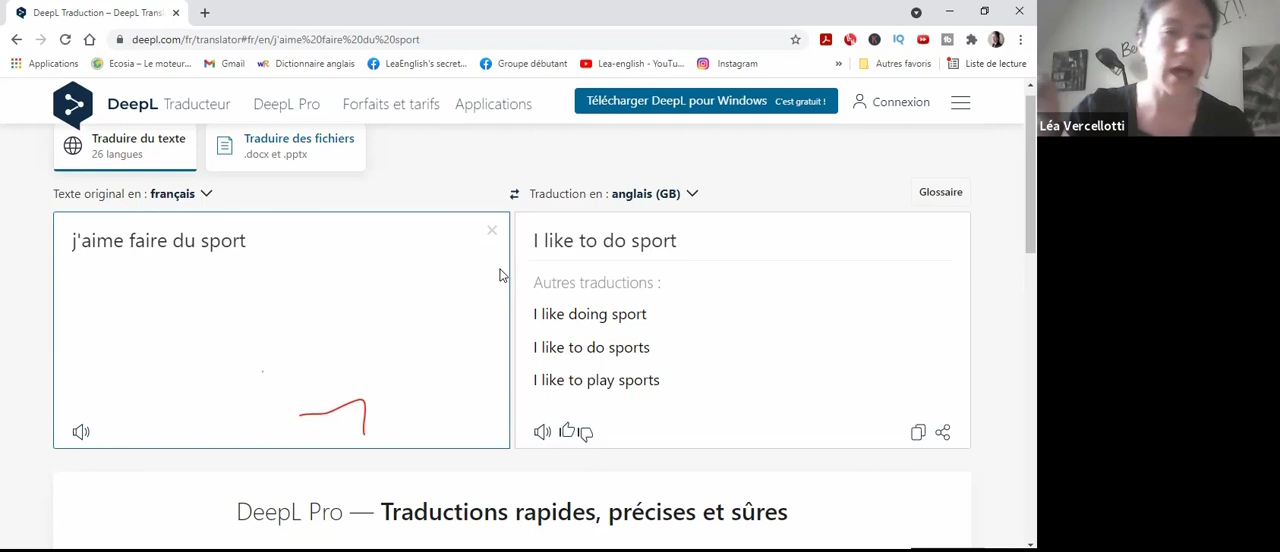 DeepL Traduction – DeepL Transl
deepl.com/fr/translator#fr/en/j'aime%20faire%20du%20sport
Applications Ecosia – Le moteur... Gmail Dictionnaire anglais LeaEnglish's secret... Groupe débutant Lea-english - YouTu... Instagram » Autres favoris Liste de lecture
DeepL Traducteur DeepL Pro Forfaits et tarifs Applications Télécharger DeepL pour Windows C'est gratuit ! Connexion
Léa Vercellotti
Traduire du texte
26 langues
Traduire des fichiers
.docx et .pptx
Texte original en : français
Traduction en : anglais (GB)
Glossaire
j'aime faire du sport
I like to do sport
Autres traductions :
I like doing sport
I like to do sports
I like to play sports
DeepL Pro — Traductions rapides, précises et sûres